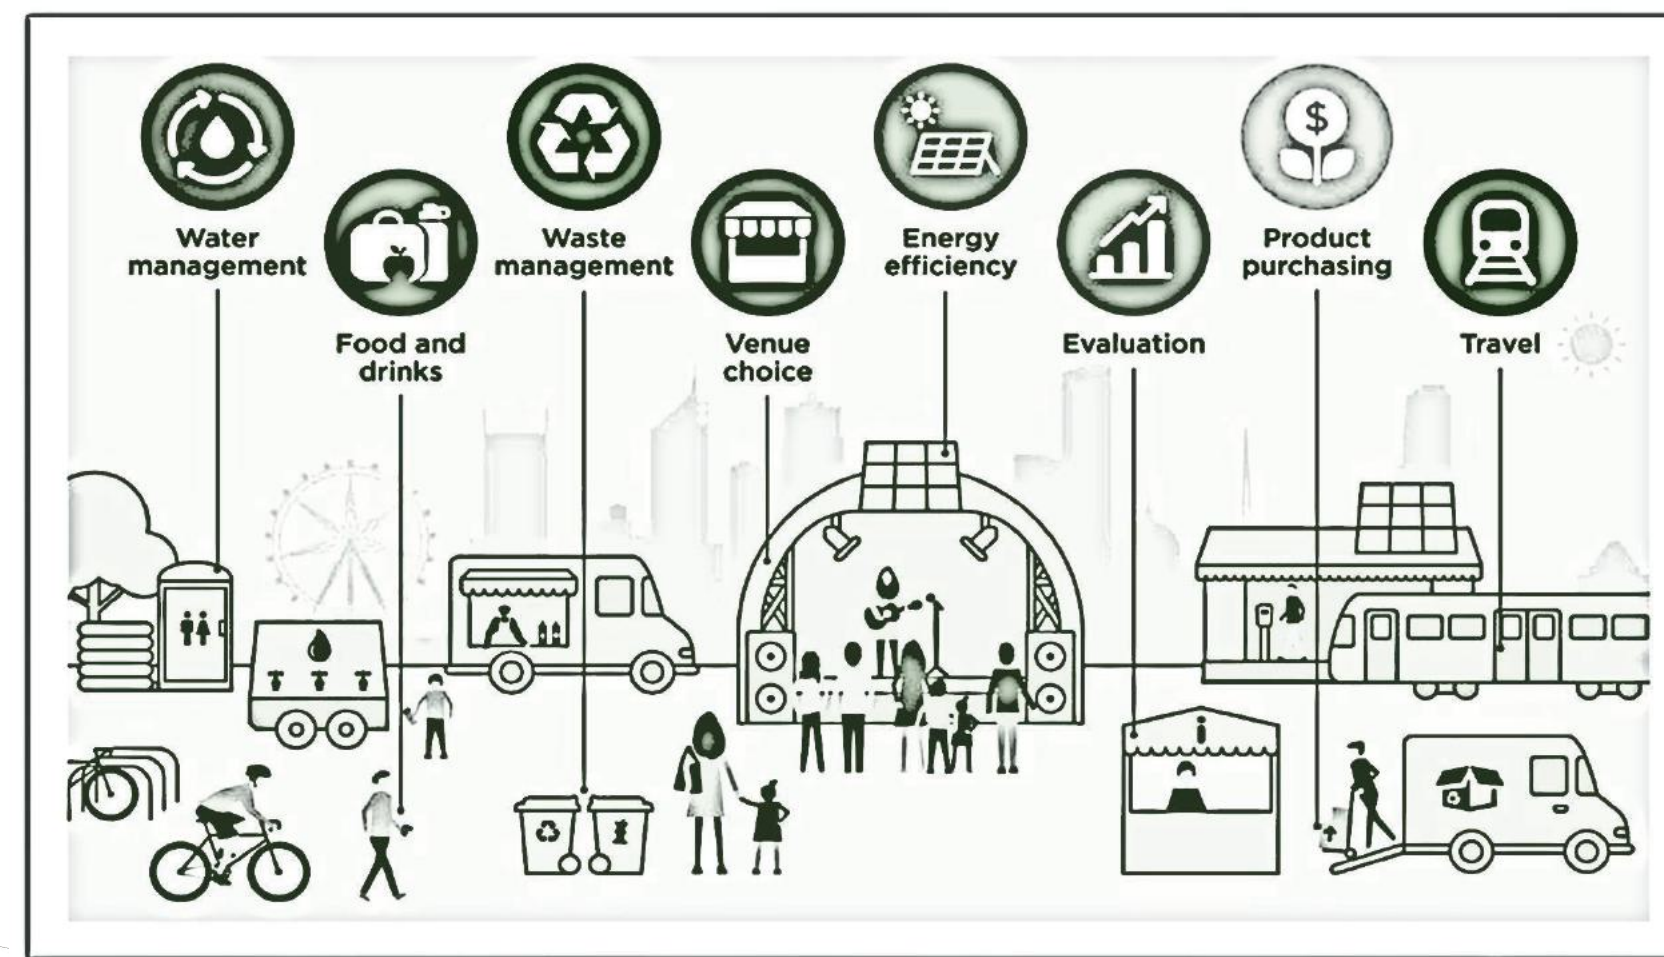 Water
management
Food and
drinks
Waste
management
Venue
choice
Energy
efficiency
Evaluation
$
Product
purchasing
Travel
i